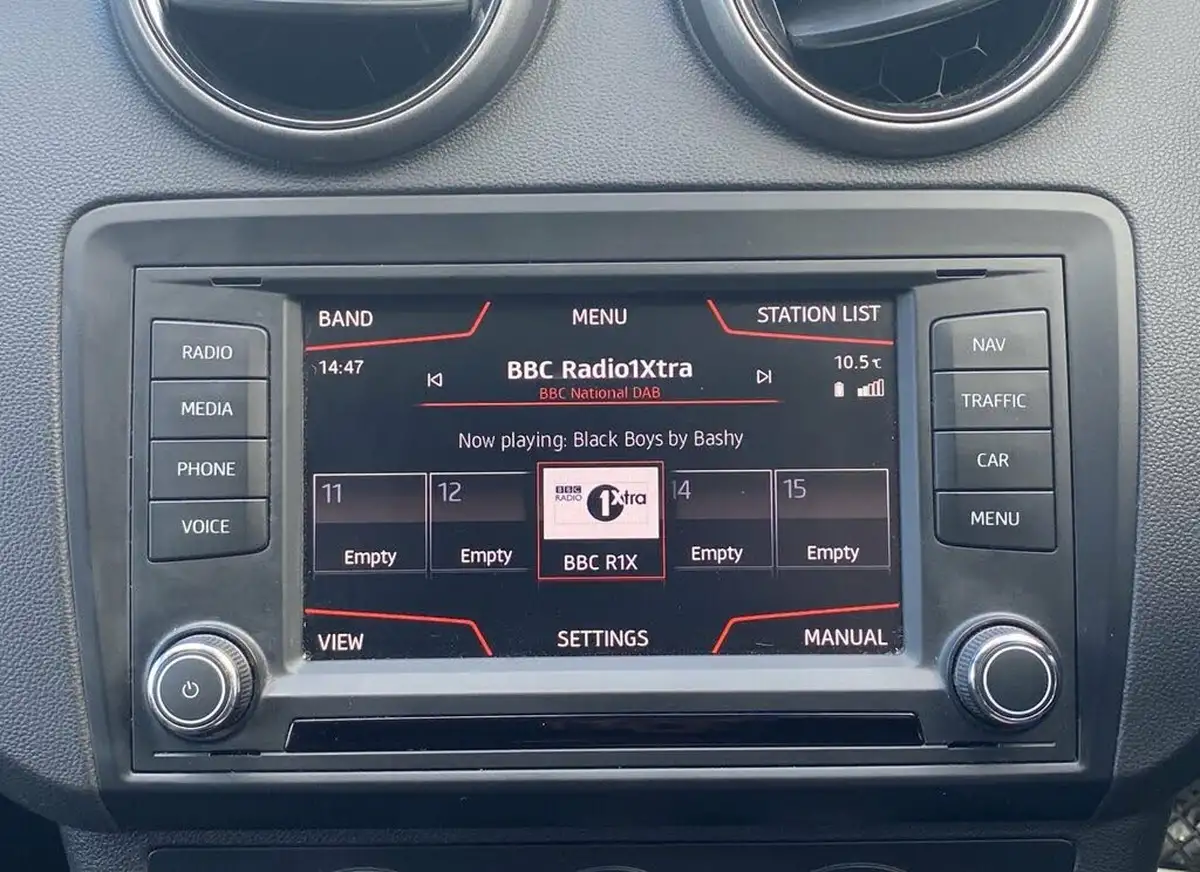 BAND MENU STATION LIST
RADIO
MEDIA
PHONE
VOICE
14:47
BBC Radio1Xtra
BBC National DAB
10.5℃
Now playing: Black Boys by Bashy
11
Empty
12
Empty
BBC
RADIO
1Xtra
BBC R1X
14
Empty
15
Empty
VIEW SETTINGS MANUAL
NAV
TRAFFIC
CAR
MENU